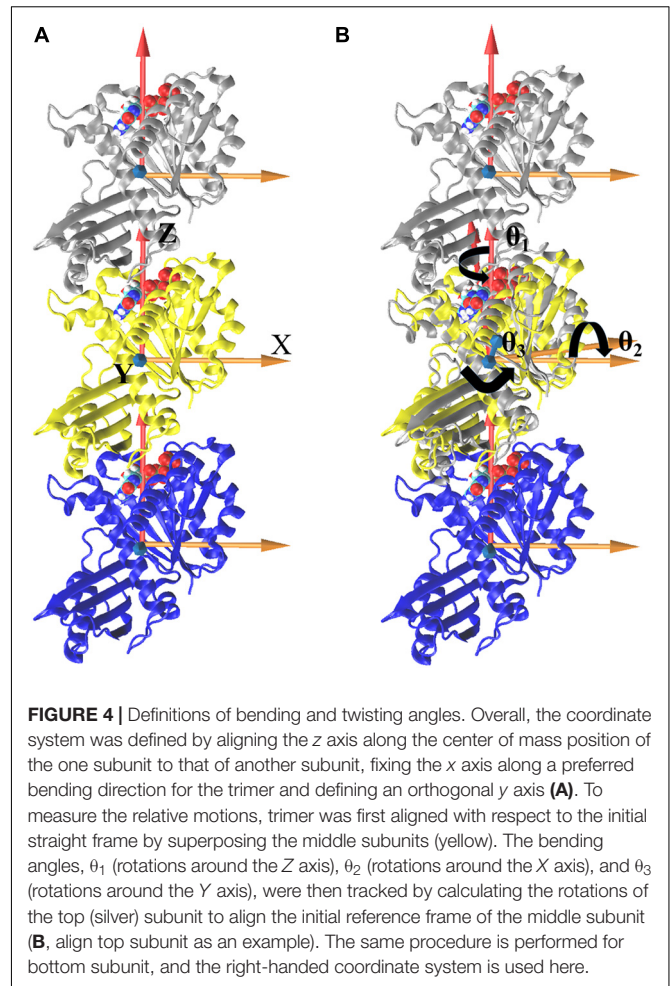 A
B
Z
θ1
X
Y
θ3
θ2
FIGURE 4 | Definitions of bending and twisting angles. Overall, the coordinate
system was defined by aligning the z axis along the center of mass position of
the one subunit to that of another subunit, fixing the x axis along a preferred
bending direction for the trimer and defining an orthogonal y axis (A). To
measure the relative motions, trimer was first aligned with respect to the initial
straight frame by superposing the middle subunits (yellow). The bending
angles, θ1 (rotations around the Z axis), θ2 (rotations around the X axis), and θ3
(rotations around the Y axis), were then tracked by calculating the rotations of
the top (silver) subunit to align the initial reference frame of the middle subunit
(B, align top subunit as an example). The same procedure is performed for
bottom subunit, and the right-handed coordinate system is used here.